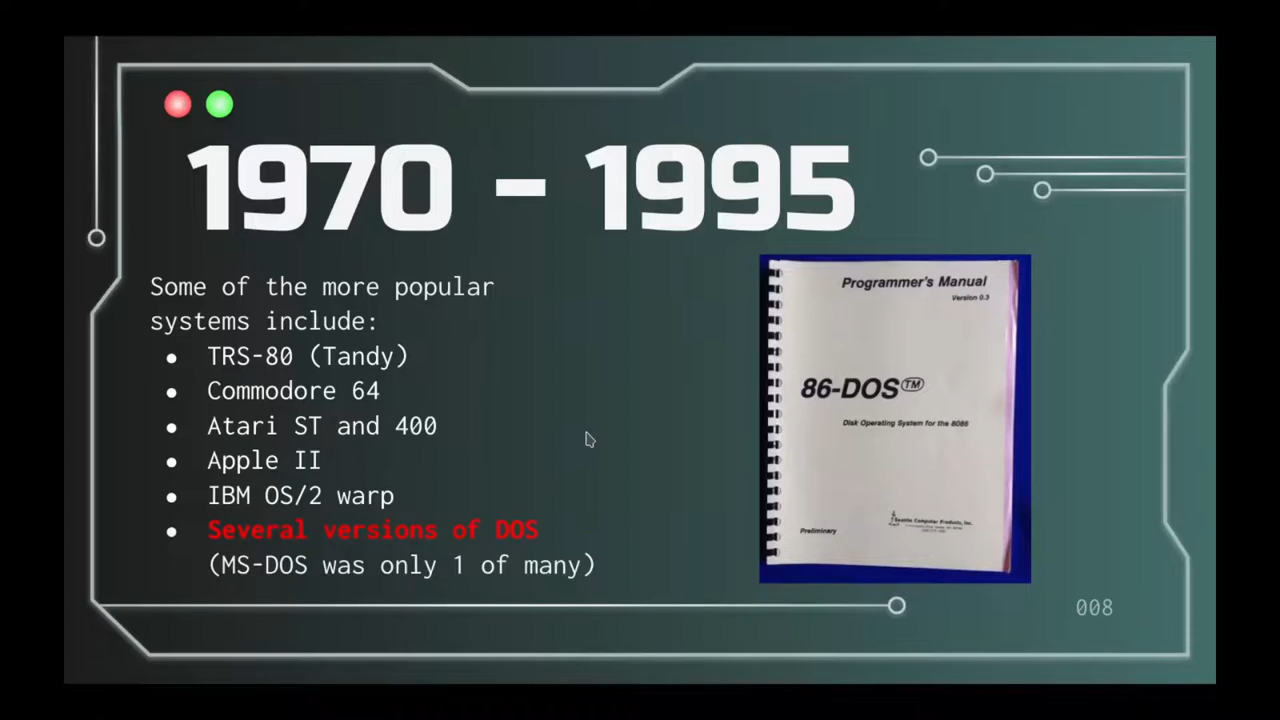 1970 - 1995
Some of the more popular
systems include:
● TRS-80 (Tandy)
● Commodore 64
● Atari ST and 400
● Apple II
● IBM OS/2 warp
● Several versions of DOS
(MS-DOS was only 1 of many)
Programmer's Manual
Version 0.3
86-DOS™
Disk Operating System for the 8086
Preliminary
Seattle Computer Products, Inc.
008